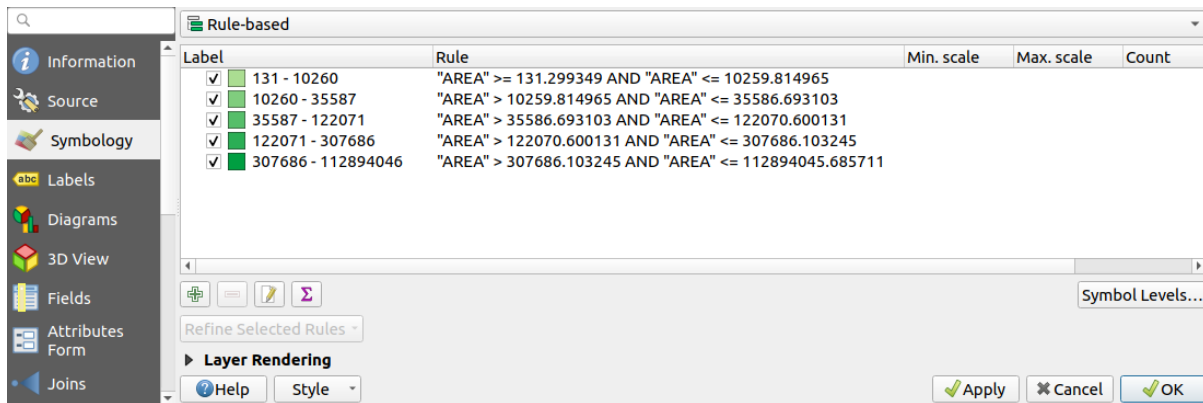 Rule-based
Information
Source
Symbology
abc Labels
Diagrams
3D View
Fields
Attributes
Form
Joins
Label Rule Min. scale Max. scale Count
131 - 10260 "AREA" >= 131.299349 AND "AREA" <= 10259.814965
10260 - 35587 "AREA" > 10259.814965 AND "AREA" <= 35586.693103
35587 - 122071 "AREA" > 35586.693103 AND "AREA" <= 122070.600131
122071 - 307686 "AREA" > 122070.600131 AND "AREA" <= 307686.103245
307686 - 112894046 "AREA" > 307686.103245 AND "AREA" <= 112894045.685711
Σ
Symbol Levels...
Refine Selected Rules
Layer Rendering
Help Style Apply Cancel OK